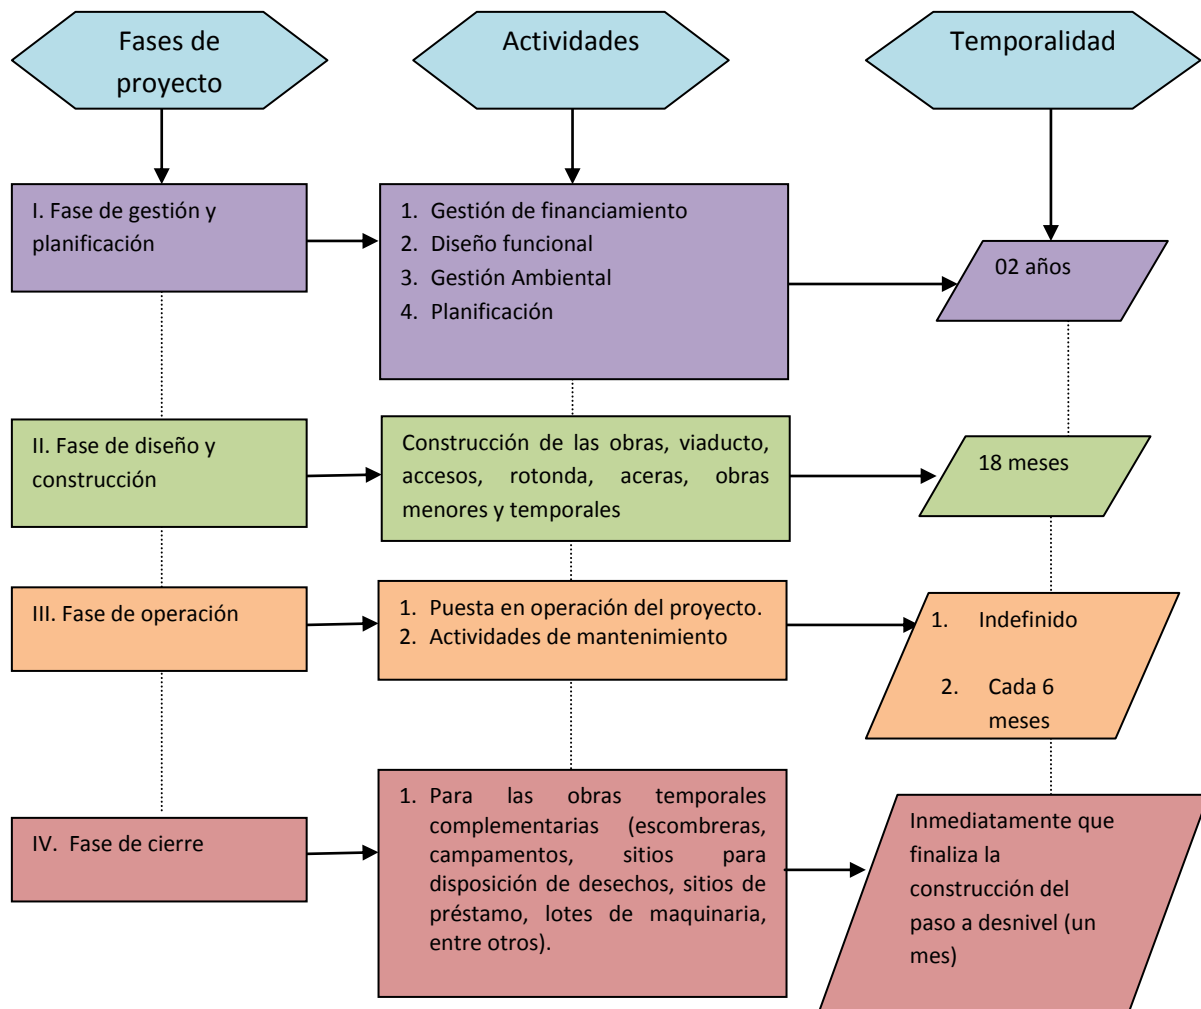 Fases de
proyecto
Actividades
Temporalidad
I. Fase de gestión y
planificación
1. Gestión de financiamiento
2. Diseño funcional
3. Gestión Ambiental
4. Planificación
02 años
II. Fase de diseño y
construcción
Construcción de las obras, viaducto,
accesos, rotonda, aceras, obras
menores y temporales
18 meses
III. Fase de operación
1. Puesta en operación del proyecto.
2. Actividades de mantenimiento
1. Indefinido
2. Cada 6
meses
IV. Fase de cierre
1. Para las obras temporales
complementarias (escombreras,
campamentos, sitios para
disposición de desechos, sitios de
préstamo, lotes de maquinaria,
entre otros).
Inmediatamente que
finaliza la
construcción del
paso a desnivel (un
mes)